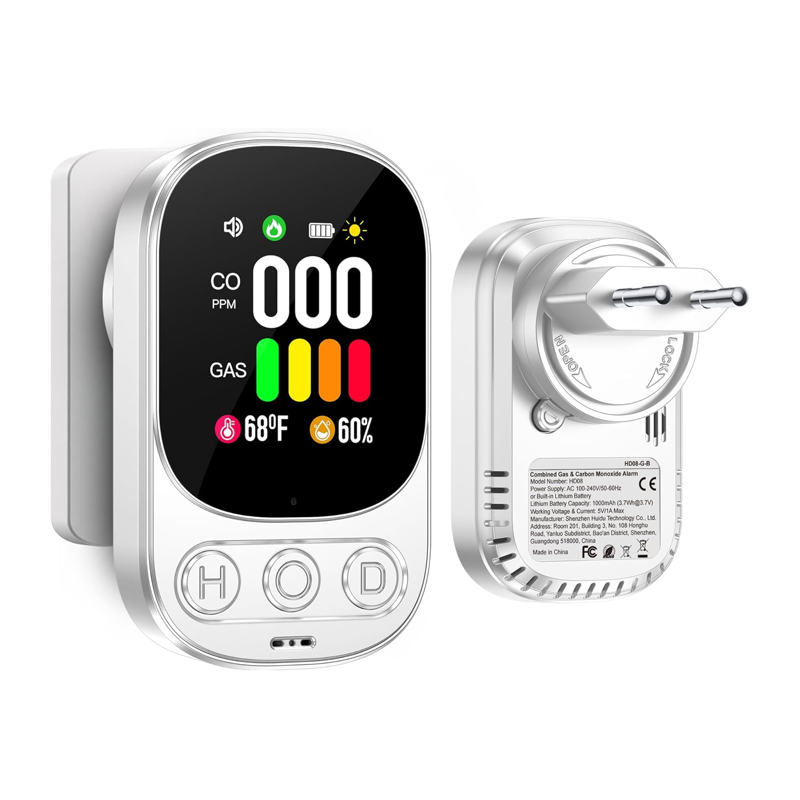 CO
PPM
000
GAS
68⁰F
60%
H O D
OPEN
LOCK
HD08-G-B
Combined Gas & Carbon Monoxide Alarm
Model Number: HD08
Power Supply: AC 100-240V/50-60Hz
or Built-in Lithium Battery
Lithium Battery Capacity: 1000mAh (3.7Wh@3.7V)
Working Voltage & Current: 5V/1A Max
Manufacturer: Shenzhen Huidu Technology Co., Ltd.
Address: Room 201, Building 3, No. 108 Honghu
Road, Yanluo Subdistrict, Bao'an District, Shenzhen,
Guangdong 518000, China
Made in China
CE
FC